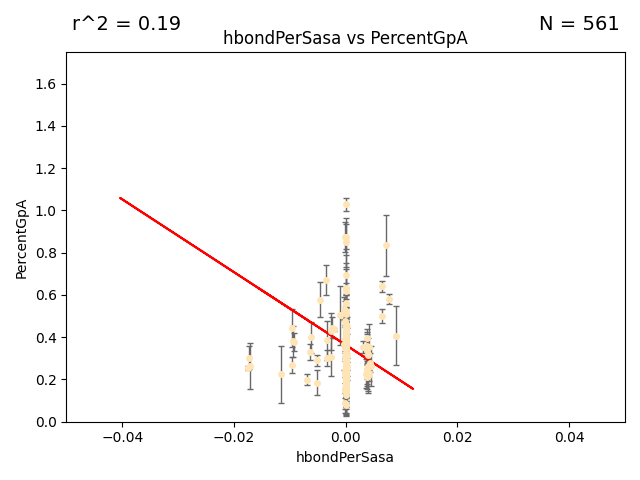 r^2 = 0.19
N = 561
hbondPerSasa vs PercentGpA
1.6
1.4
1.2
1.0
0.8
0.6
0.4
0.2
0.0
PercentGpA
−0.04
−0.02
0.00
0.02
0.04
hbondPerSasa